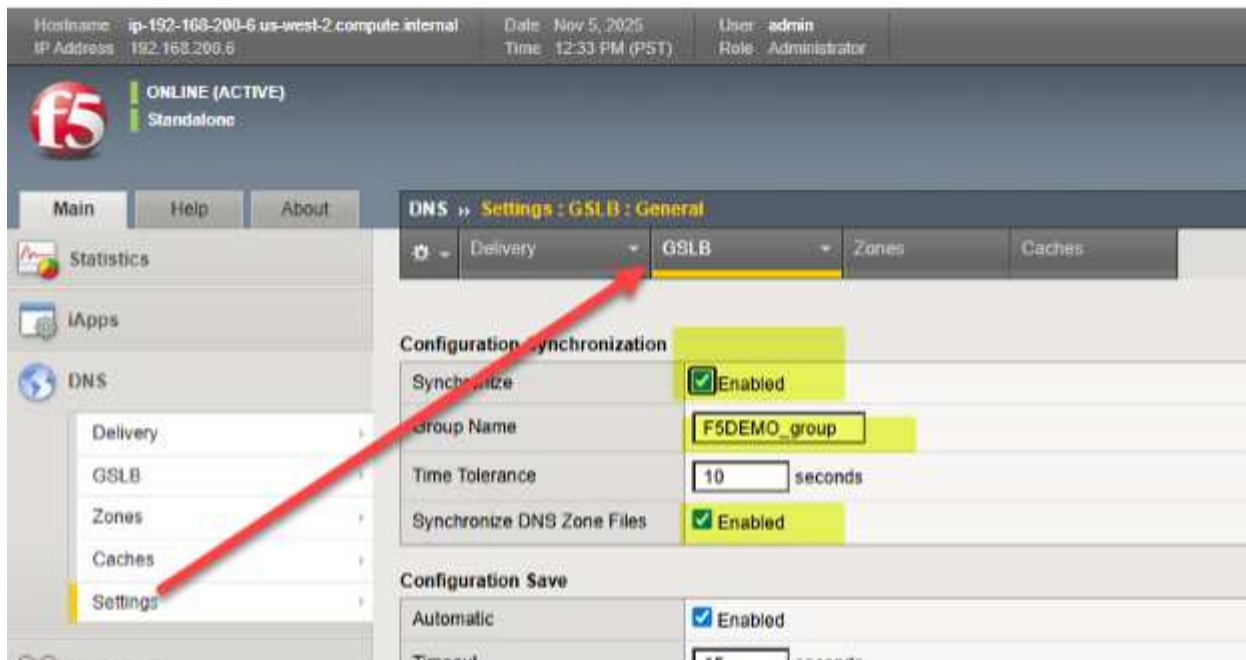 Hostname ip-192-168-200-6.us-west-2.compute.internal Date Nov 5, 2025 User admin
IP Address 192.168.200.6 Time 12:33 PM (PST) Role Administrator
f5
ONLINE (ACTIVE)
Standalone
Main Help About
DNS ›› Settings : GSLB : General
Delivery GSLB Zones Caches
Statistics
iApps
DNS
Delivery
GSLB
Zones
Caches
Settings
Configuration Synchronization
Synchronize Enabled
Group Name F5DEMO_group
Time Tolerance 10 seconds
Synchronize DNS Zone Files Enabled
Configuration Save
Automatic Enabled
Timeout 15 seconds